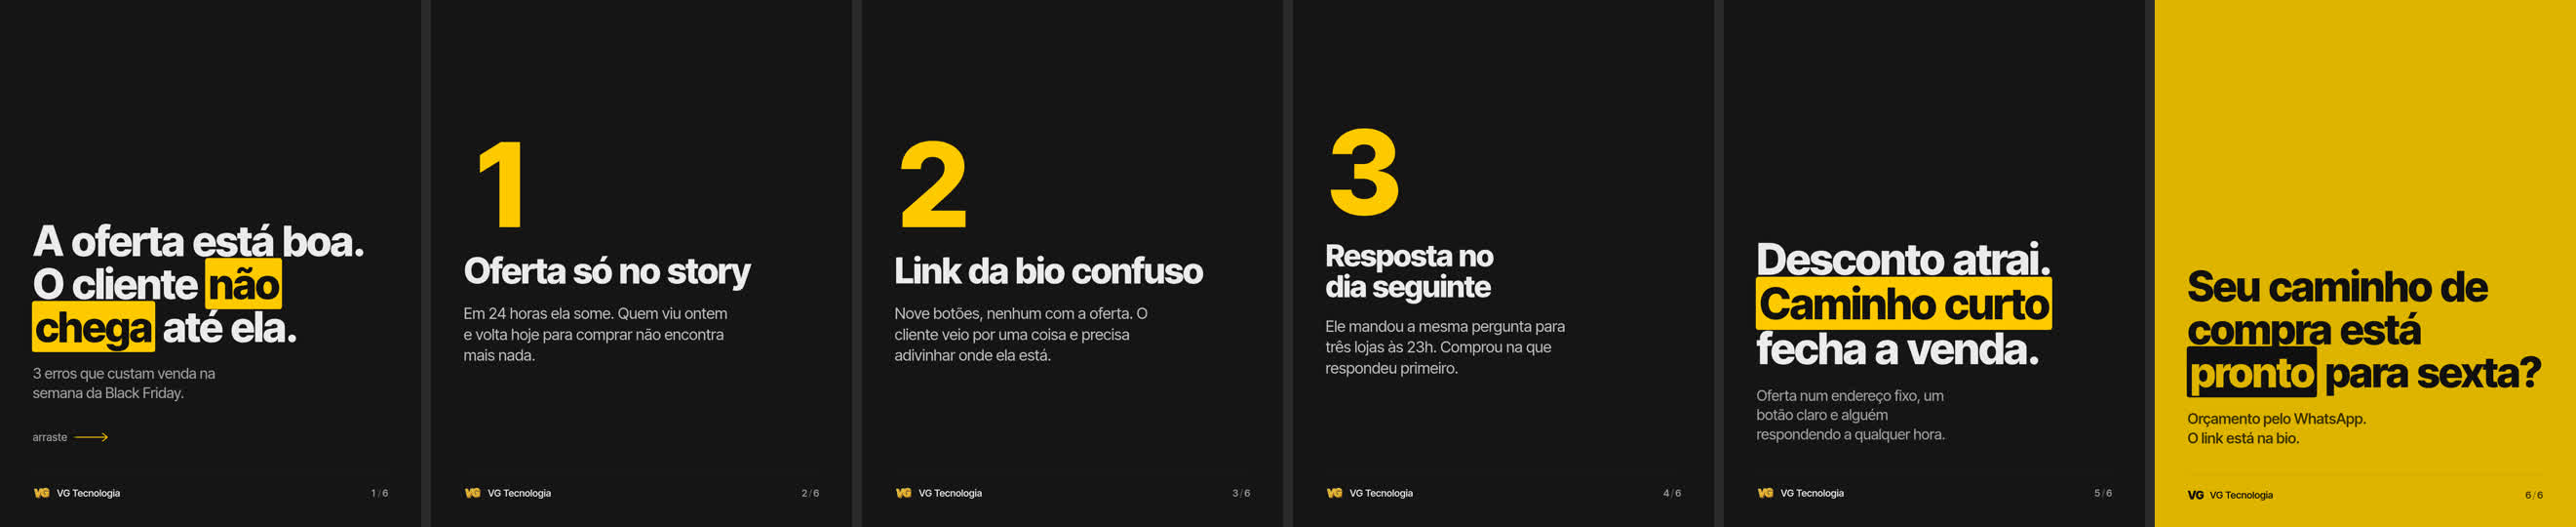 A oferta está boa.
O cliente não
chega até ela.
3 erros que custam venda na
semana da Black Friday.
arraste
VG VG Tecnologia
1/6
1
Oferta só no story
Em 24 horas ela some. Quem viu ontem
e volta hoje para comprar não encontra
mais nada.
VG VG Tecnologia
2/6
2
Link da bio confuso
Nove botões, nenhum com a oferta. O
cliente veio por uma coisa e precisa
adivinhar onde ela está.
VG VG Tecnologia
3/6
3
Resposta no
dia seguinte
Ele mandou a mesma pergunta para
três lojas às 23h. Comprou na que
respondeu primeiro.
VG VG Tecnologia
4/6
Desconto atrai.
Caminho curto
fecha a venda.
Oferta num endereço fixo, um
botão claro e alguém
respondendo a qualquer hora.
VG VG Tecnologia
5/6
Seu caminho de
compra está
pronto para sexta?
Orçamento pelo WhatsApp.
O link está na bio.
VG VG Tecnologia
6/6